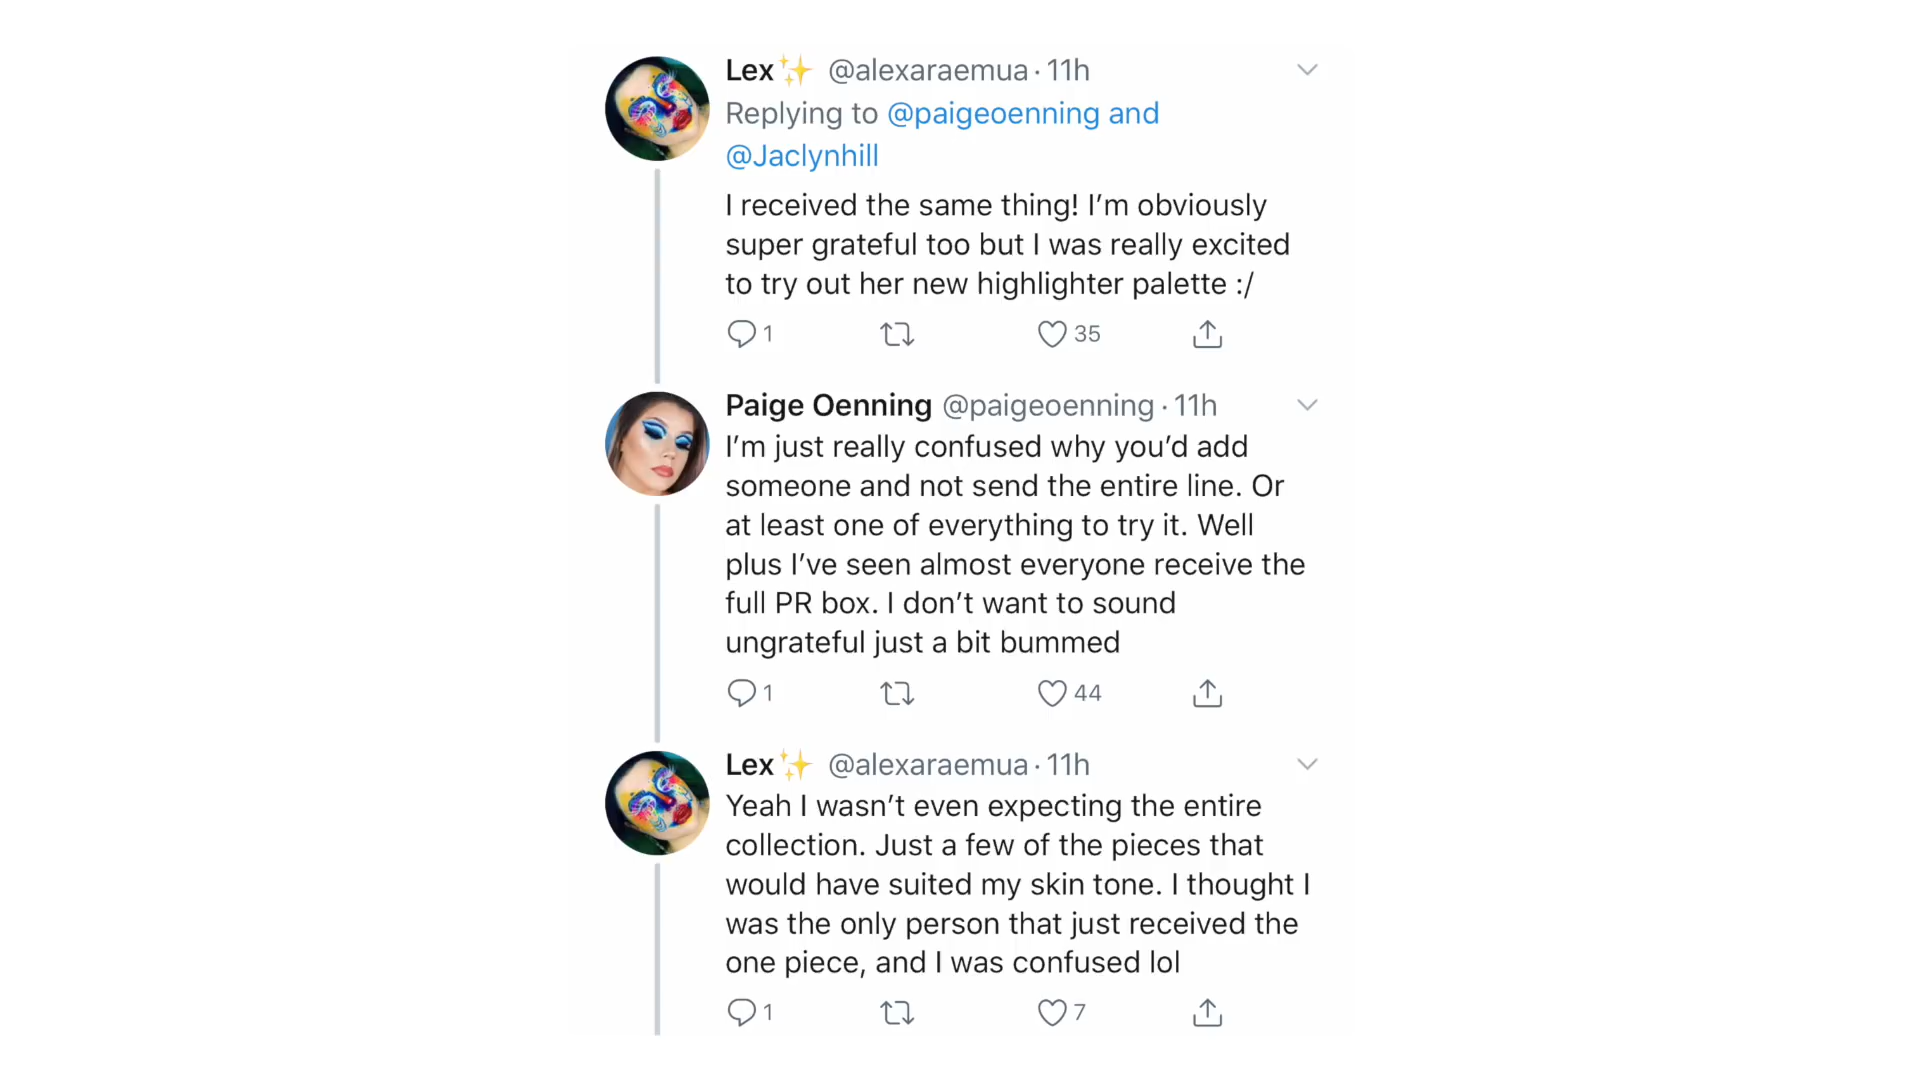 Lex✨ @alexaraemua · 11h
Replying to @paigeoenning and
@Jaclynhill
I received the same thing! I’m obviously
super grateful too but I was really excited
to try out her new highlighter palette :/
1 35
Paige Oenning @paigeoenning · 11h
I’m just really confused why you’d add
someone and not send the entire line. Or
at least one of everything to try it. Well
plus I’ve seen almost everyone receive the
full PR box. I don’t want to sound
ungrateful just a bit bummed
1 44
Lex✨ @alexaraemua · 11h
Yeah I wasn’t even expecting the entire
collection. Just a few of the pieces that
would have suited my skin tone. I thought I
was the only person that just received the
one piece, and I was confused lol
1 7